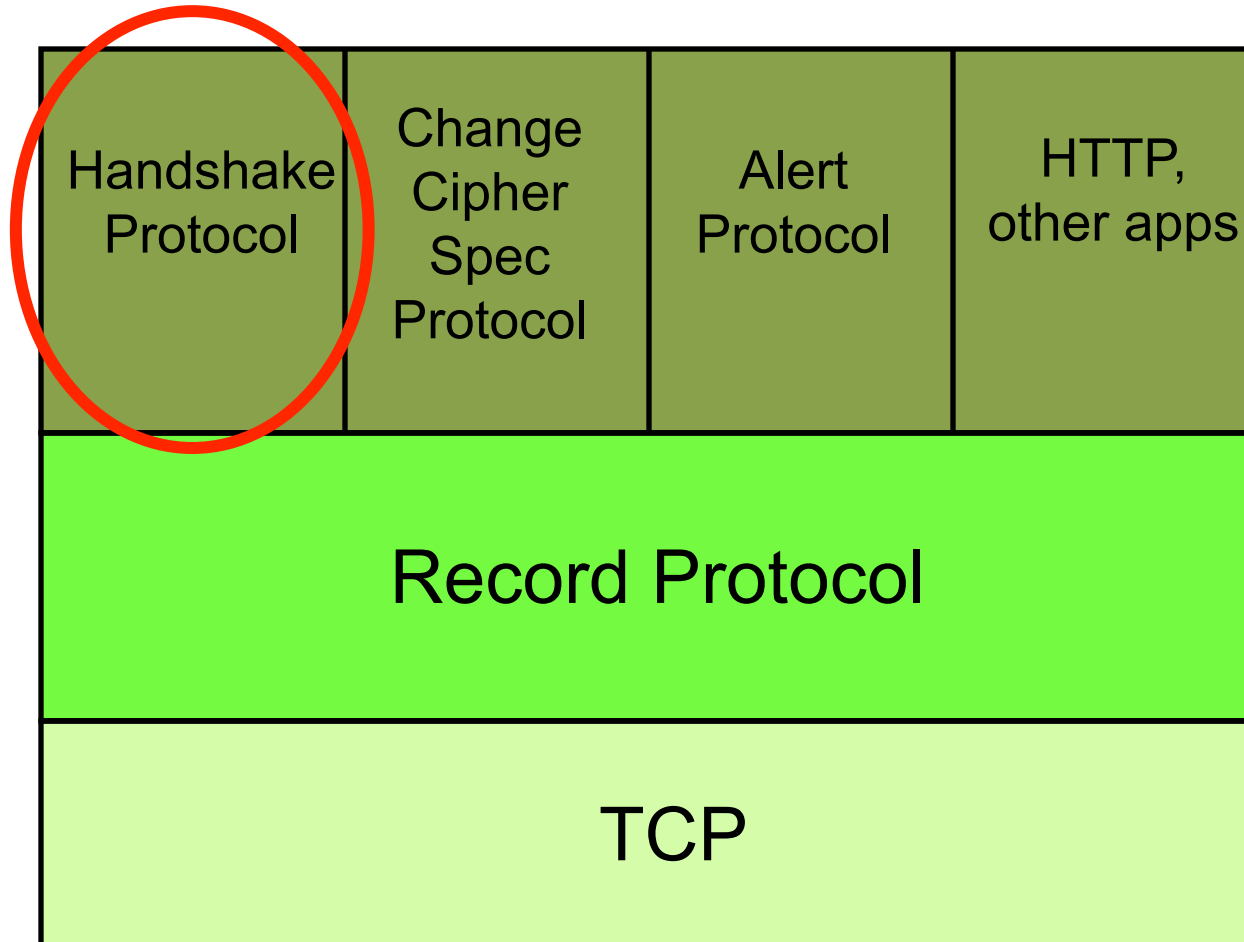 Handshake
Protocol
Change
Cipher
Spec
Protocol
Alert
Protocol
HTTP,
other apps
Record Protocol
TCP